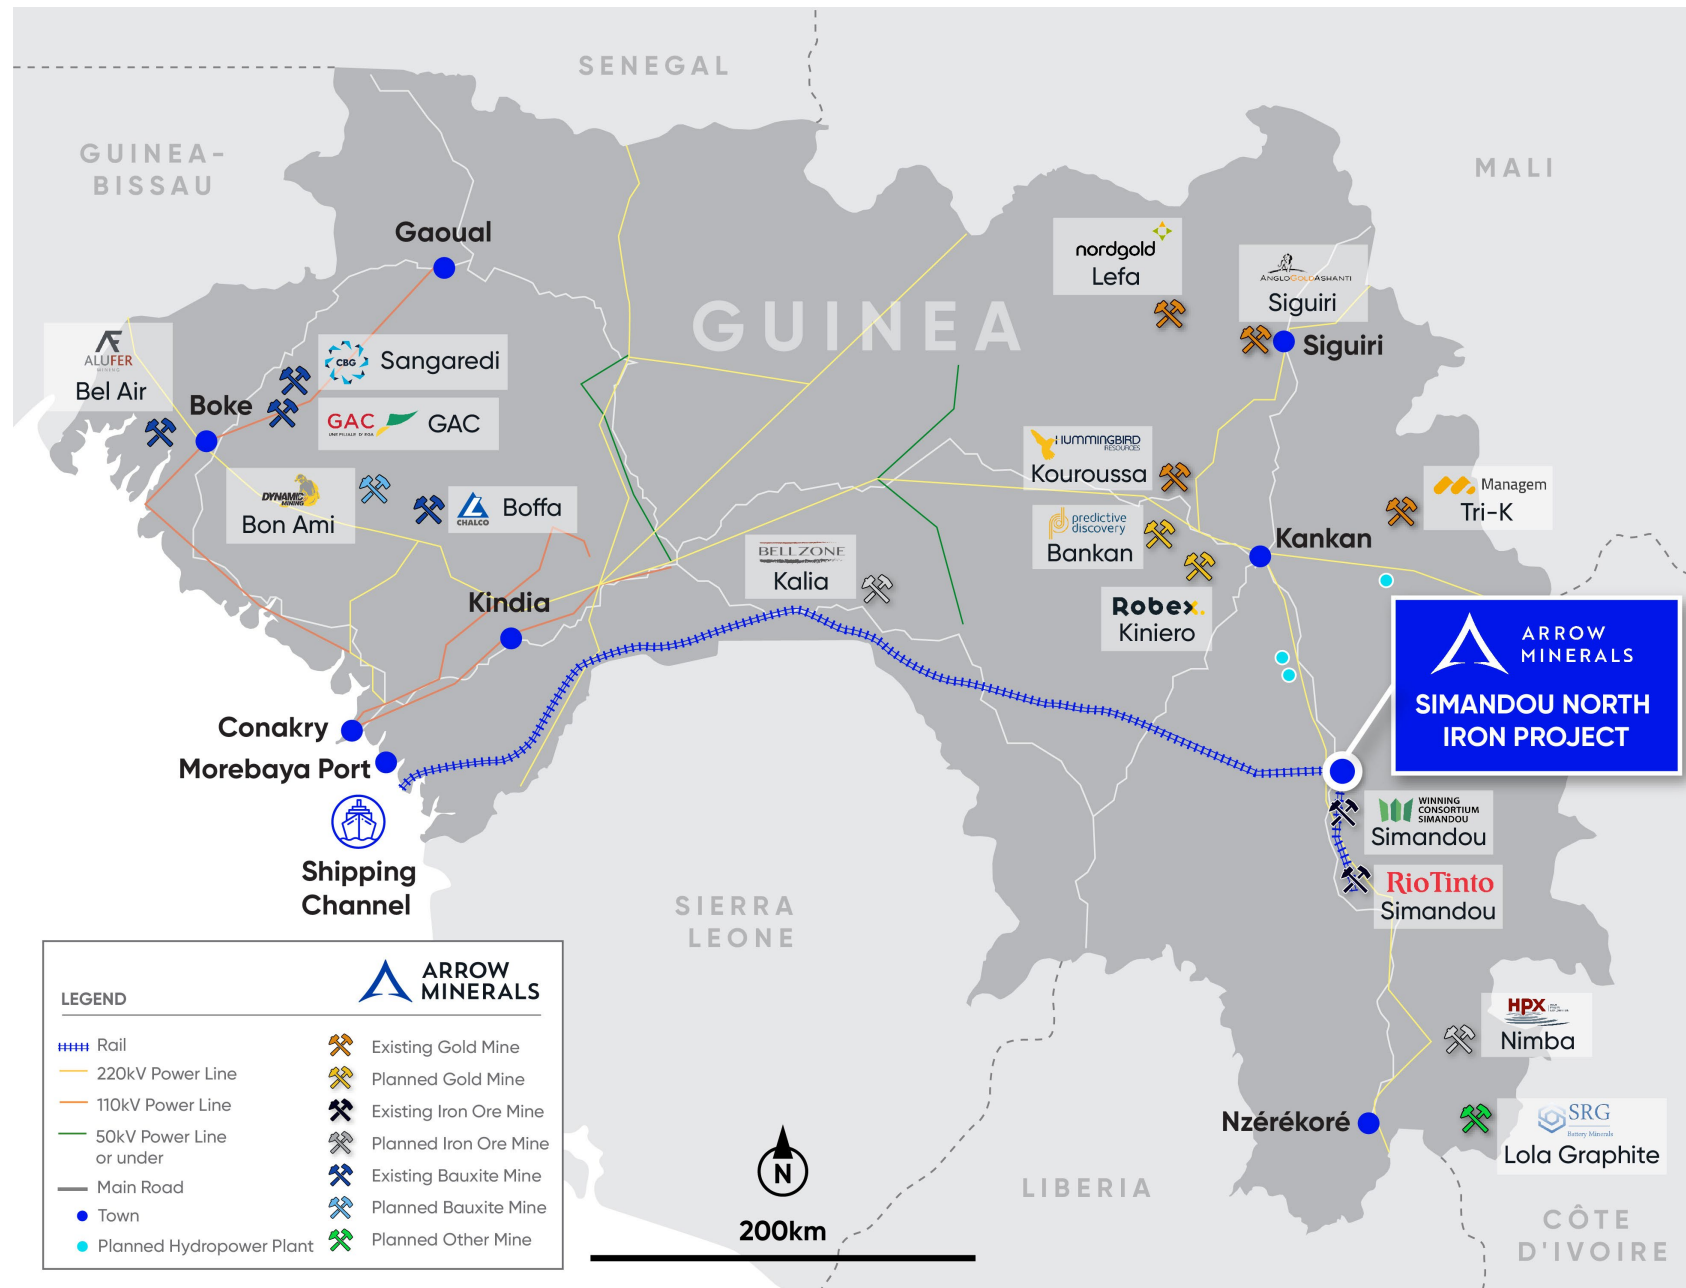 SENEGAL
GUINEA-
BISSAU
MALI
Gaoual
nordgold
Lefa
ANGLOGOLDASHANTI
Siguiri
GUINEA
Siguiri
ALUFER
MINING
Bel Air
CBG
Sangaredi
Boke
GAC
GAC
HUMMINGBIRD
RESOURCES
Kouroussa
Managem
Tri-K
DYNAMIC
MINING
Bon Ami
CHALCO
Boffa
predictive
discovery
Bankan
Kankan
BELLZONE
Kalia
Kindia
Robex.
Kiniero
ARROW
MINERALS
SIMANDOU NORTH
IRON PROJECT
Conakry
Morebaya Port
WINNING
CONSORTIUM
SIMANDOU
Simandou
Shipping
Channel
RioTinto
Simandou
SIERRA
LEONE
ARROW
MINERALS
LEGEND
Rail
220kV Power Line
110kV Power Line
50kV Power Line
or under
Main Road
Town
Planned Hydropower Plant
Existing Gold Mine
Planned Gold Mine
Existing Iron Ore Mine
Planned Iron Ore Mine
Existing Bauxite Mine
Planned Bauxite Mine
Planned Other Mine
HPX
Nimba
Nzérékoré
SRG
Battery Minerals
Lola Graphite
N
200km
LIBERIA
CÔTE
D'IVOIRE